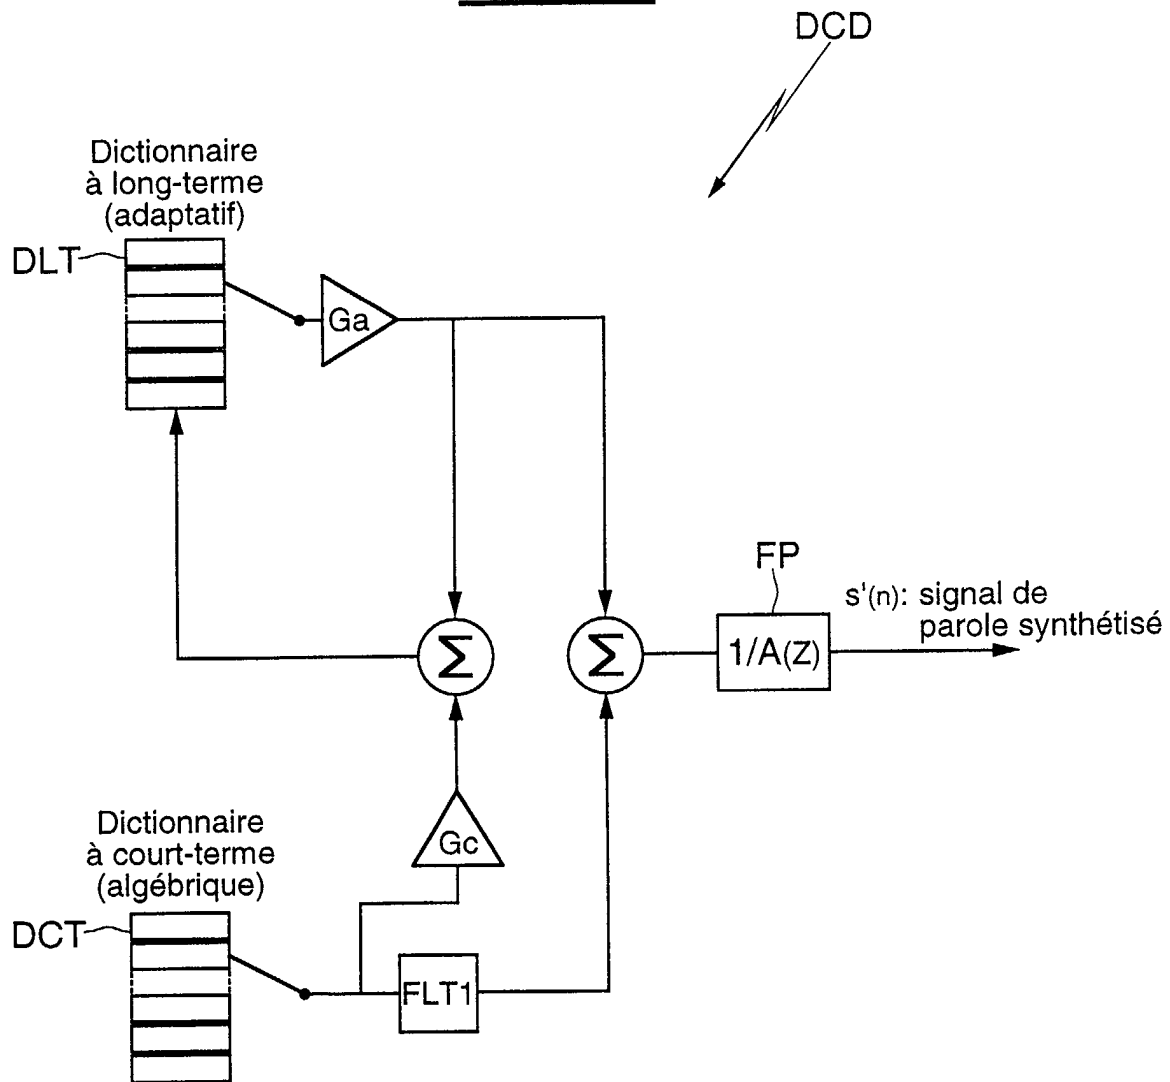 DCD
Dictionnaire
à long-terme
(adaptatif)
DLT
Ga
FP
s'(n): signal de
parole synthétisé
Σ
Σ
1/A(Z)
Gc
Dictionnaire
à court-terme
(algébrique)
DCT
FLT1